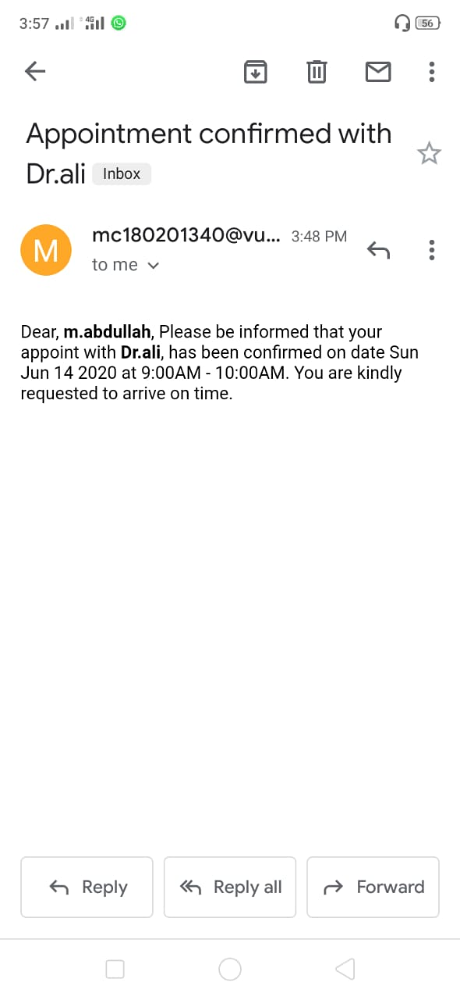 3:57 4G 56
Appointment confirmed with
Dr.ali Inbox
mc180201340@vu... 3:48 PM
M
to me
Dear, m.abdullah, Please be informed that your
appoint with Dr.ali, has been confirmed on date Sun
Jun 14 2020 at 9:00AM - 10:00AM. You are kindly
requested to arrive on time.
Reply Reply all Forward